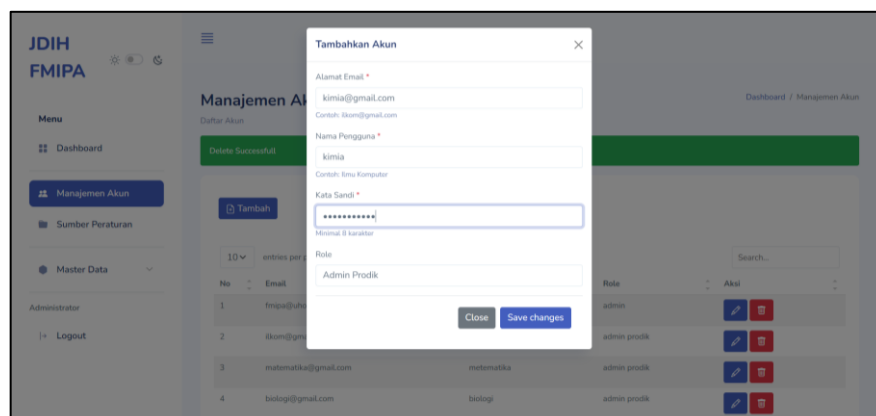 JDIH
FMIPA
Menu
Dashboard
Manajemen Akun
Sumber Peraturan
Master Data
Administrator
Logout
Manajemen Ak
Daftar Akun
Dashboard / Manajemen Akun
Delete Successfull
Tambah
10 entries per p
Search...
No Email Role Aksi
1 fmipa@uho admin
2 ilkom@gma admin prodik
3 matematika@gmail.com metematika admin prodik
4 biologi@gmail.com biologi admin prodik
Tambahkan Akun
Alamat Email *
kimia@gmail.com
Contoh: ilkom@gmail.com
Nama Pengguna *
kimia
Contoh: Ilmu Komputer
Kata Sandi *
•••••••••••
Minimal 8 karakter
Role
Admin Prodik
Close Save changes